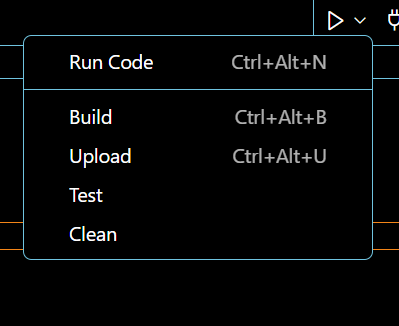 Run Code Ctrl+Alt+N
Build Ctrl+Alt+B
Upload Ctrl+Alt+U
Test
Clean